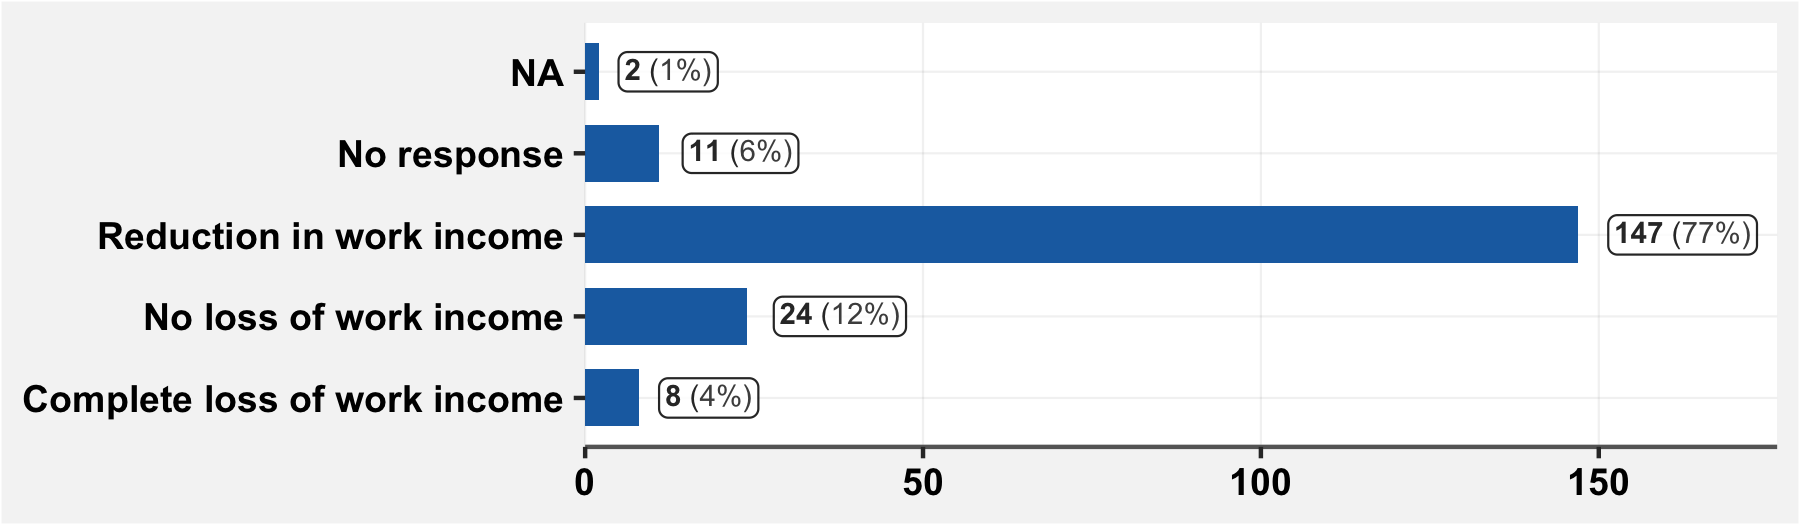 NA 2 (1%)
No response 11 (6%)
Reduction in work income 147 (77%)
No loss of work income 24 (12%)
Complete loss of work income 8 (4%)
0 50 100 150